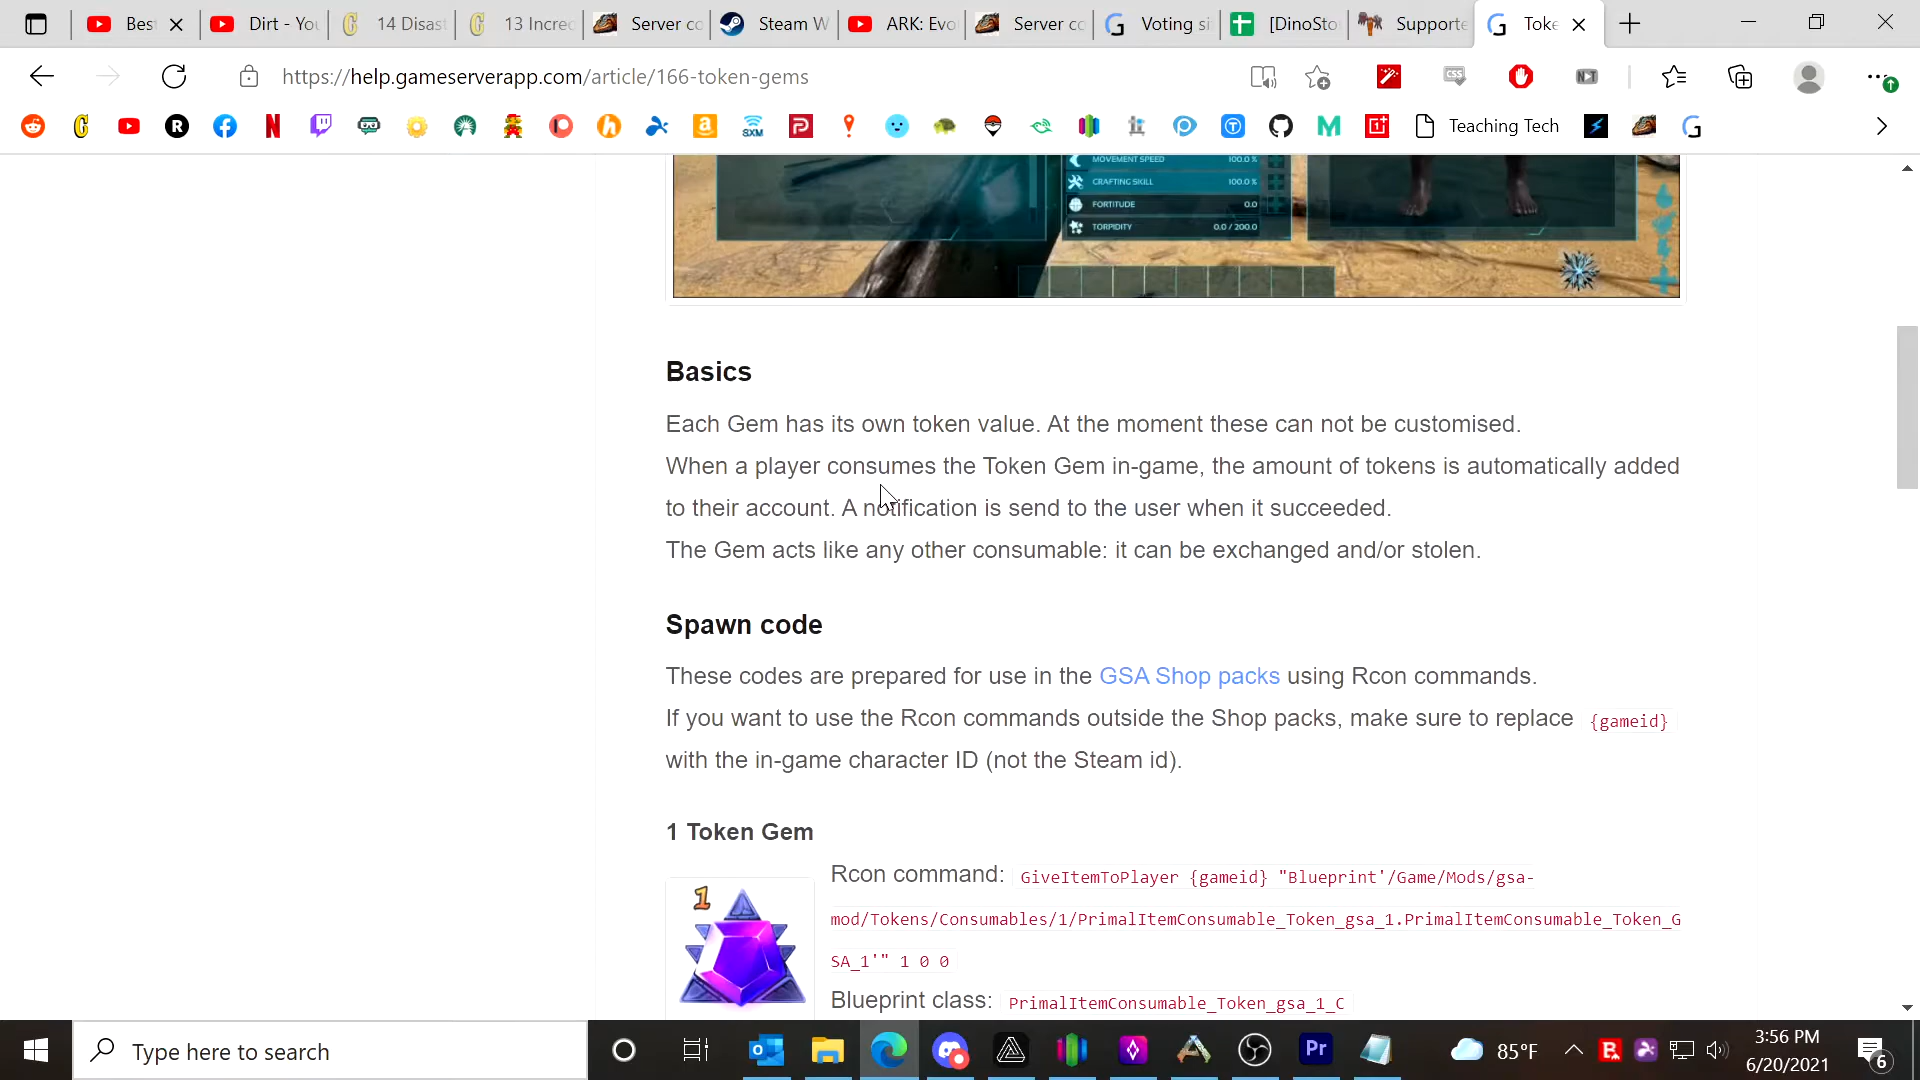 Bes
Dirt - Yo
14 Disas
13 Incre
Server co
Steam W
ARK: Evo
Server co
Voting si
[DinoSto
Supporte
Toke
https://help.gameserverapp.com/article/166-token-gems
Teaching Tech
MOVEMENT SPEED 100.0 %
CRAFTING SKILL 100.0 %
FORTITUDE 0.0
TORPIDITY 0.0 / 200.0
Basics
Each Gem has its own token value. At the moment these can not be customised.
When a player consumes the Token Gem in-game, the amount of tokens is automatically added
to their account. A notification is send to the user when it succeeded.
The Gem acts like any other consumable: it can be exchanged and/or stolen.
Spawn code
These codes are prepared for use in the GSA Shop packs using Rcon commands.
If you want to use the Rcon commands outside the Shop packs, make sure to replace {gameid}
with the in-game character ID (not the Steam id).
1 Token Gem
1
Rcon command: GiveItemToPlayer {gameid} "Blueprint'/Game/Mods/gsa-
mod/Tokens/Consumables/1/PrimalItemConsumable_Token_gsa_1.PrimalItemConsumable_Token_G
SA_1'" 1 0 0
Blueprint class: PrimalItemConsumable_Token_gsa_1_C
Type here to search
Pr
85°F
3:56 PM
6/20/2021
6